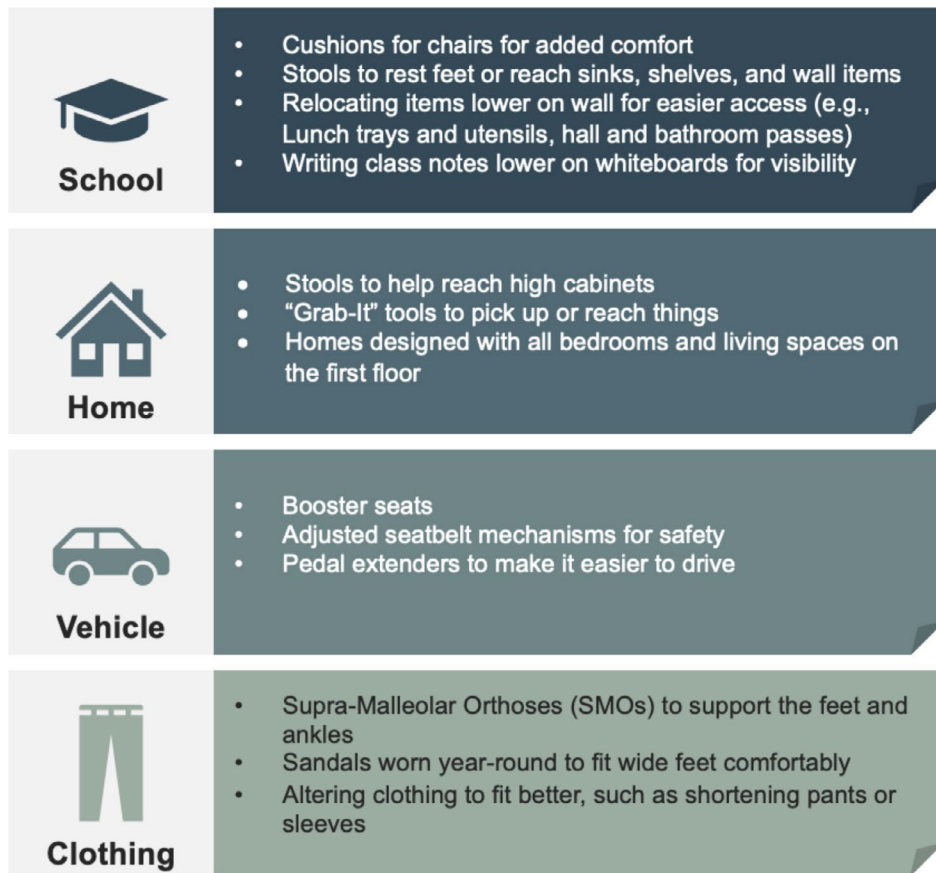 School
• Cushions for chairs for added comfort
• Stools to rest feet or reach sinks, shelves, and wall items
• Relocating items lower on wall for easier access (e.g.,
Lunch trays and utensils, hall and bathroom passes)
• Writing class notes lower on whiteboards for visibility
Home
• Stools to help reach high cabinets
• “Grab-It” tools to pick up or reach things
• Homes designed with all bedrooms and living spaces on
the first floor
Vehicle
• Booster seats
• Adjusted seatbelt mechanisms for safety
• Pedal extenders to make it easier to drive
Clothing
• Supra-Malleolar Orthoses (SMOs) to support the feet and
ankles
• Sandals worn year-round to fit wide feet comfortably
• Altering clothing to fit better, such as shortening pants or
sleeves